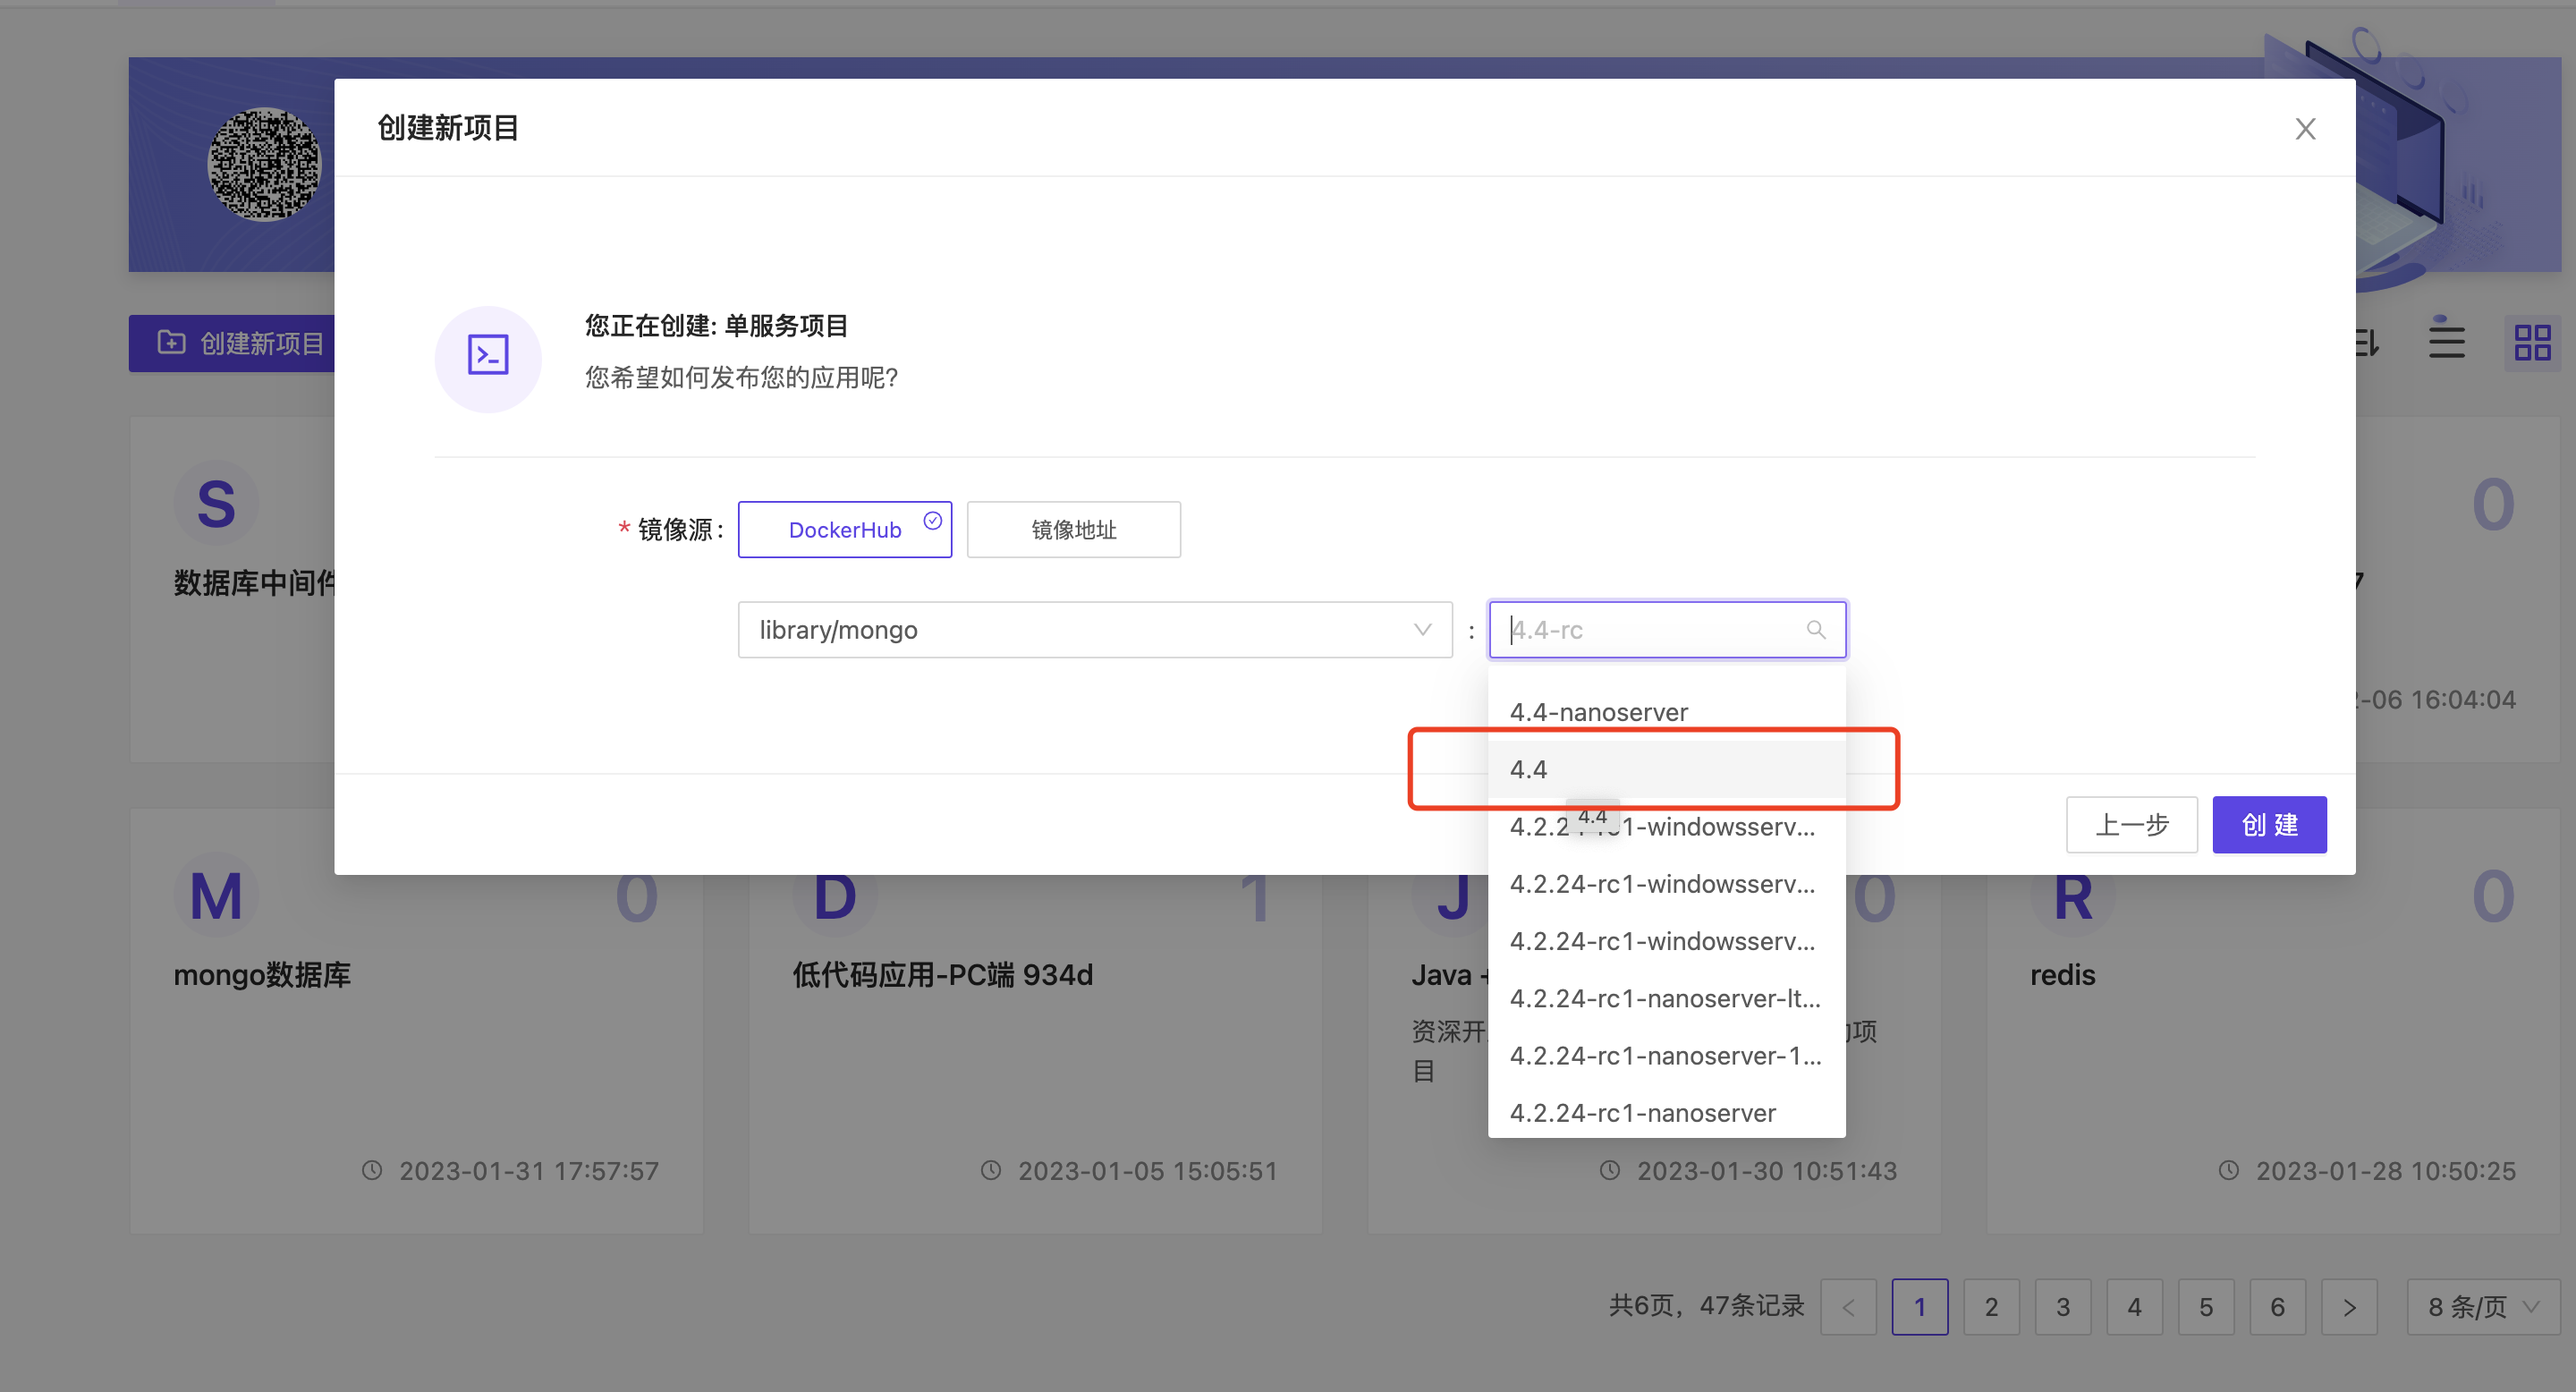 创建新项目
您正在创建: 单服务项目
您希望如何发布您的应用呢?
* 镜像源 :
DockerHub
镜像地址
library/mongo
:
4.4-rc
4.4-nanoserver
4.4
4.4
4.2.24-rc1-windowsserv...
4.2.24-rc1-windowsserv...
4.2.24-rc1-windowsserv...
4.2.24-rc1-nanoserver-lt...
4.2.24-rc1-nanoserver-1...
4.2.24-rc1-nanoserver
上一步
创 建
创建新项目
S
数据库中间件
0
7
2-06 16:04:04
M
0
mongo数据库
2023-01-31 17:57:57
D
1
低代码应用-PC端 934d
2023-01-05 15:05:51
J
0
Java +
资深开
项
目
2023-01-30 10:51:43
R
0
redis
2023-01-28 10:50:25
共6页，47条记录
<
1
2
3
4
5
6
>
8 条/页